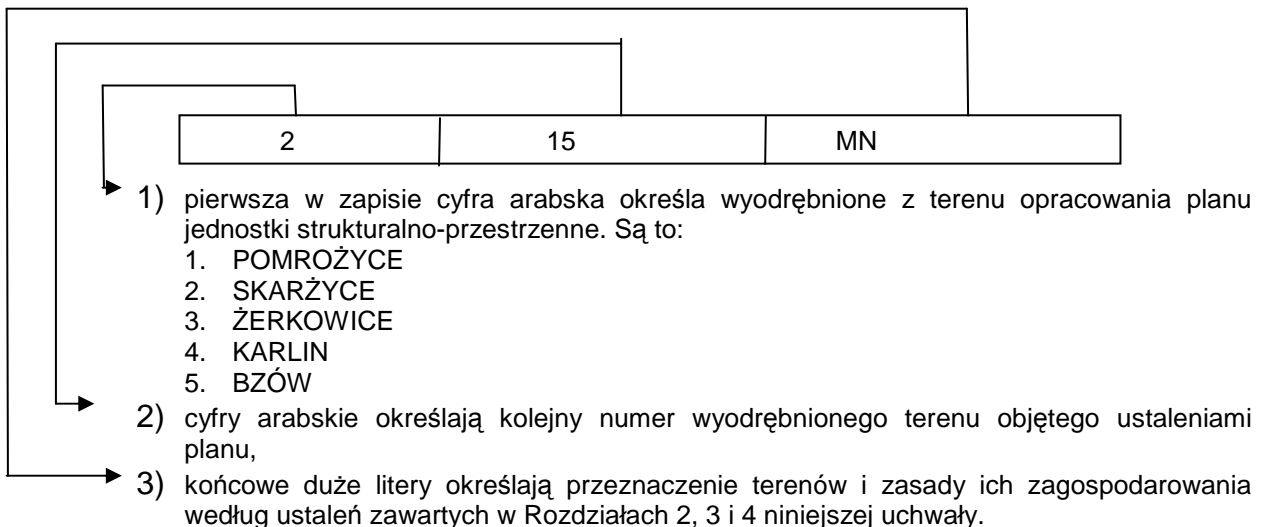 2 15 MN
1) pierwsza w zapisie cyfra arabska określa wyodrębnione z terenu opracowania planu
jednostki strukturalno-przestrzenne. Są to:
1. POMROŻYCE
2. SKARŻYCE
3. ŻERKOWICE
4. KARLIN
5. BZÓW
2) cyfry arabskie określają kolejny numer wyodrębnionego terenu objętego ustaleniami
planu,
3) końcowe duże litery określają przeznaczenie terenów i zasady ich zagospodarowania
według ustaleń zawartych w Rozdziałach 2, 3 i 4 niniejszej uchwały.